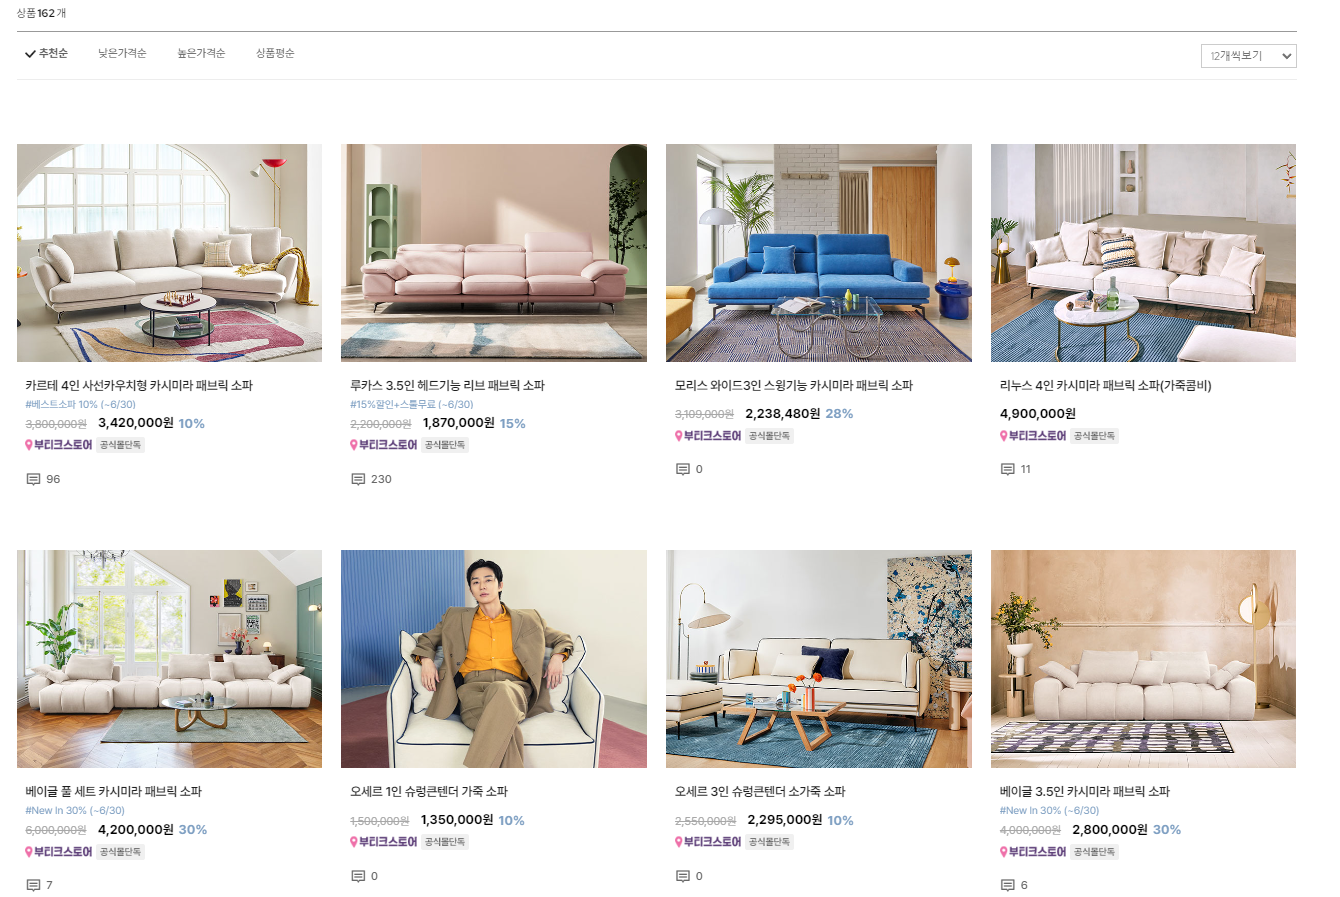 상품 162 개
추천순 낮은가격순 높은가격순 상품평순
12개씩보기
카르테 4인 사선카우치형 카시미라 패브릭 소파
#베스트소파 10% (~6/30)
3,800,000원 3,420,000원 10%
부티크스토어 공식몰단독
96
루카스 3.5인 헤드기능 리브 패브릭 소파
#15%할인+스툴무료 (~6/30)
2,200,000원 1,870,000원 15%
부티크스토어 공식몰단독
230
모리스 와이드3인 스윙기능 카시미라 패브릭 소파
3,109,000원 2,238,480원 28%
부티크스토어 공식몰단독
0
리누스 4인 카시미라 패브릭 소파(가죽콤비)
4,900,000원
부티크스토어 공식몰단독
11
베이글 풀 세트 카시미라 패브릭 소파
#New In 30% (~6/30)
6,000,000원 4,200,000원 30%
부티크스토어 공식몰단독
7
오세르 1인 슈렁큰텐더 가죽 소파
1,500,000원 1,350,000원 10%
부티크스토어 공식몰단독
0
오세르 3인 슈렁큰텐더 소가죽 소파
2,550,000원 2,295,000원 10%
부티크스토어 공식몰단독
0
베이글 3.5인 카시미라 패브릭 소파
#New In 30% (~6/30)
4,000,000원 2,800,000원 30%
부티크스토어 공식몰단독
6